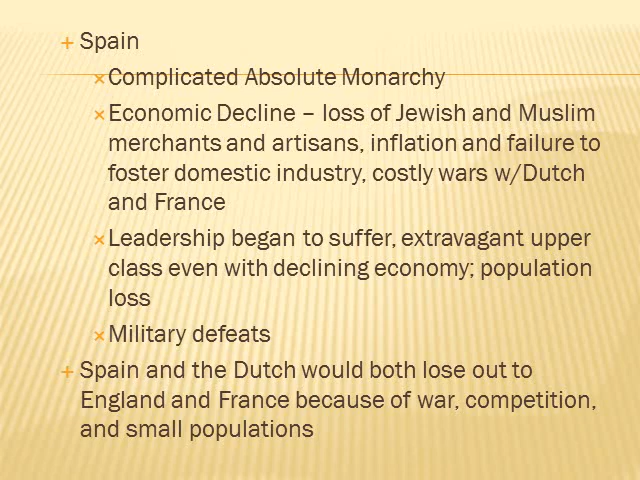 Spain
Complicated Absolute Monarchy
Economic Decline – loss of Jewish and Muslim
merchants and artisans, inflation and failure to
foster domestic industry, costly wars w/Dutch
and France
Leadership began to suffer, extravagant upper
class even with declining economy; population
loss
Military defeats
Spain and the Dutch would both lose out to
England and France because of war, competition,
and small populations